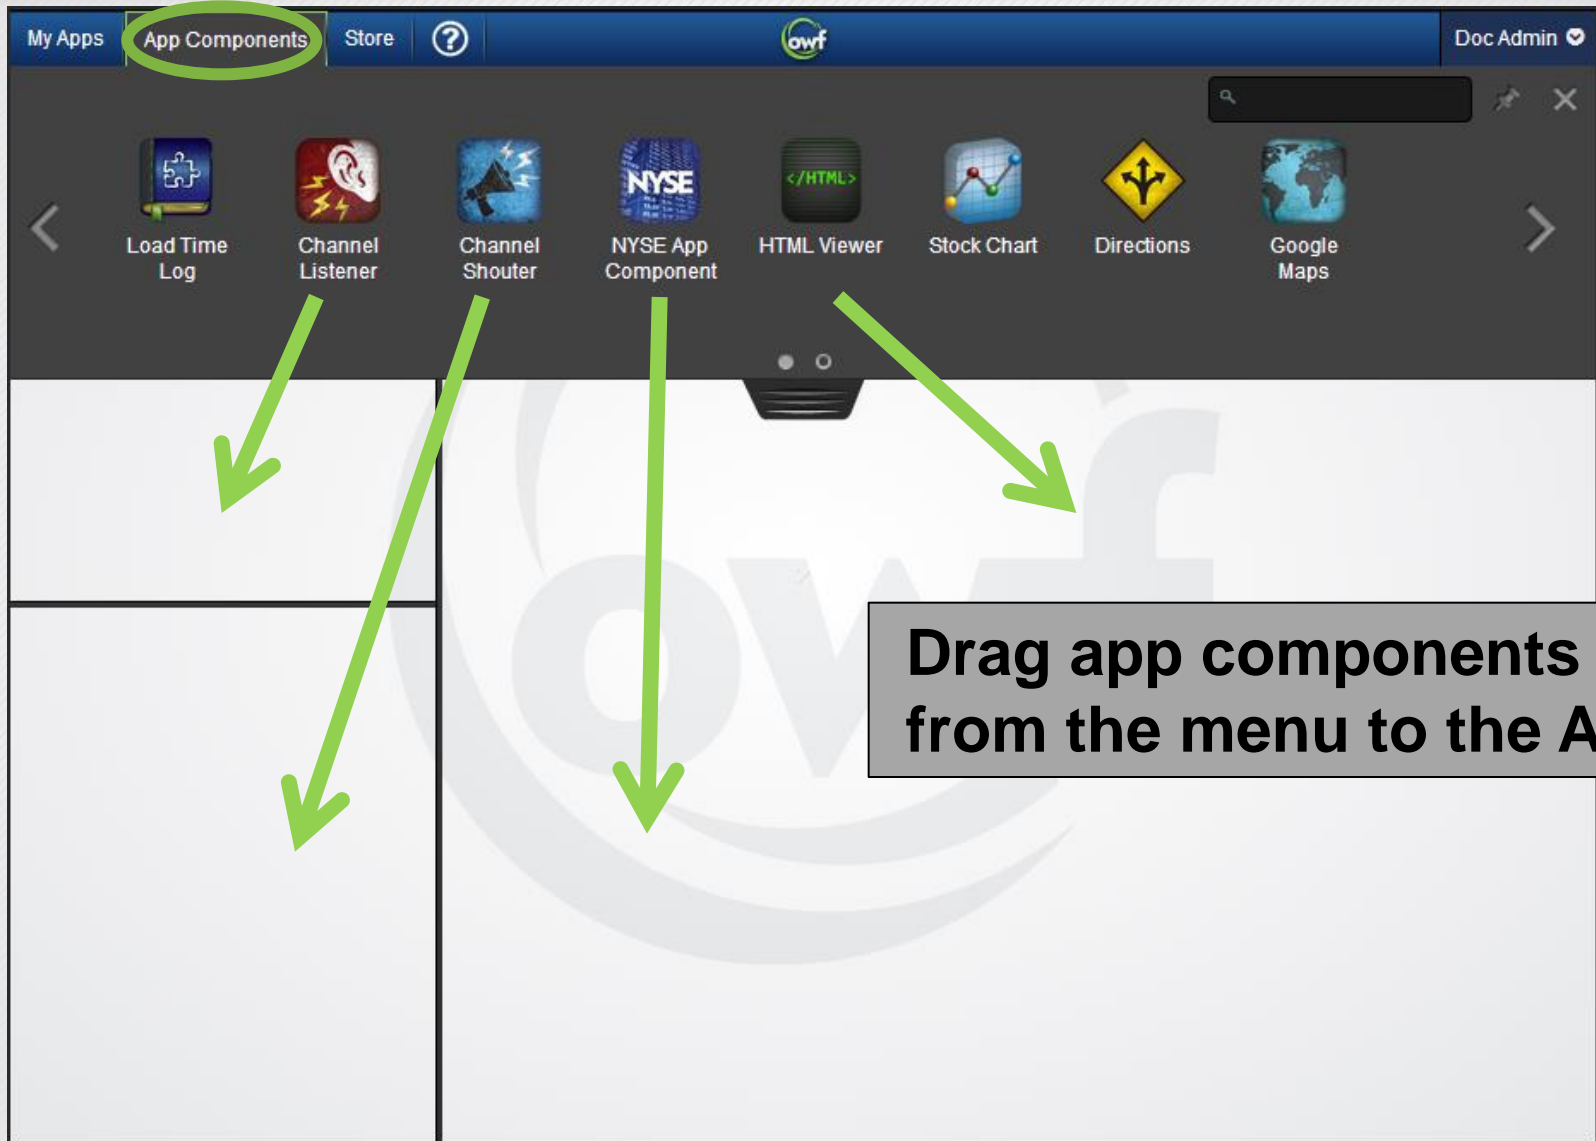 My Apps App Components Store ? owf Doc Admin
NYSE
</HTML>
Load Time Channel Channel NYSE App HTML Viewer Stock Chart Directions Google
Log Listener Shouter Component Maps
owf
Drag app components
from the menu to the A